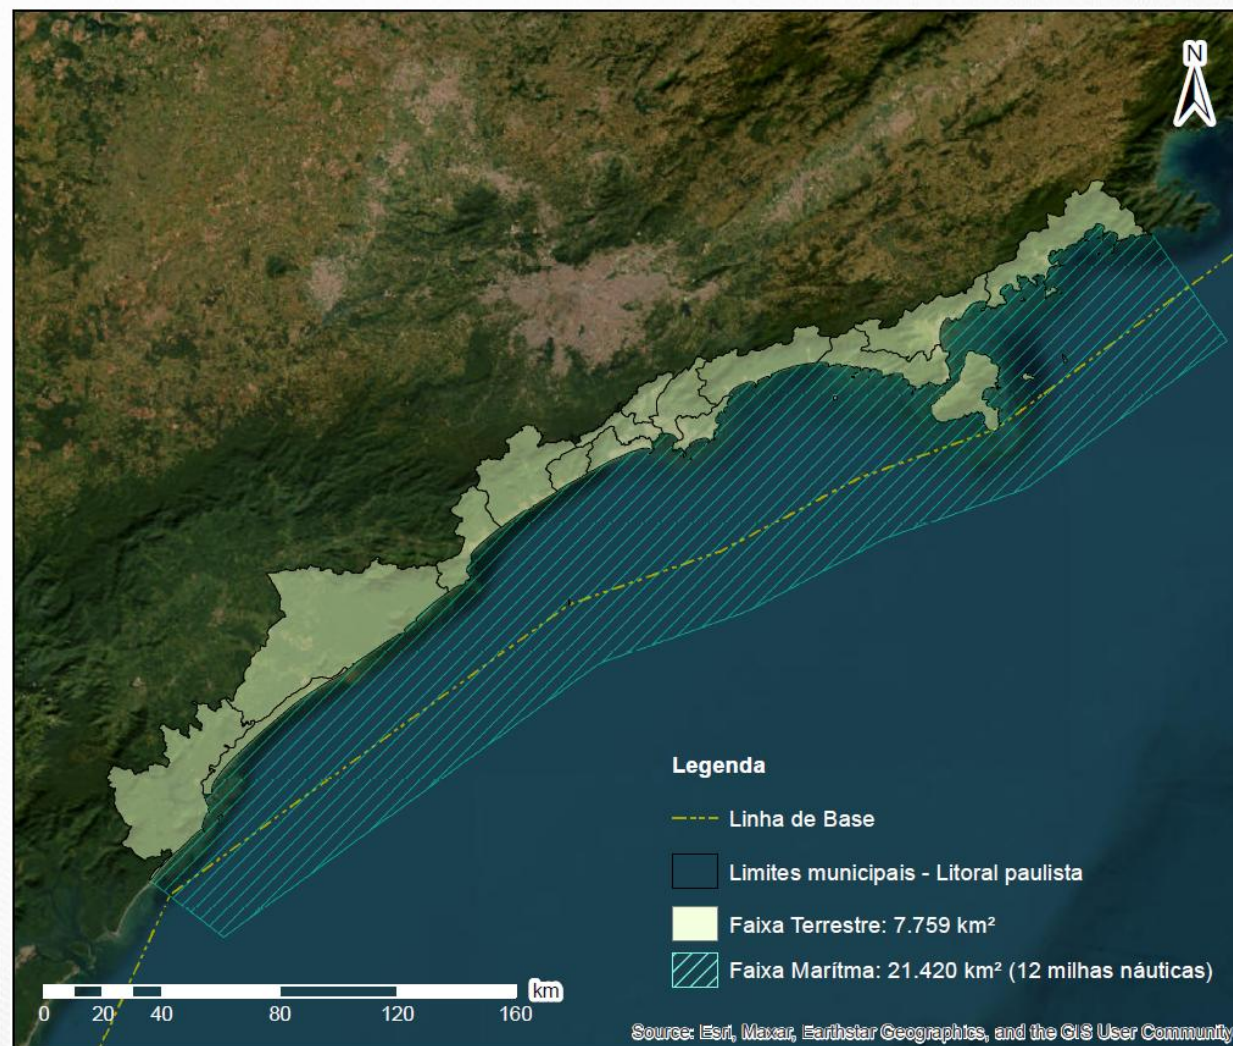 N
Legenda
Linha de Base
Limites municipais - Litoral paulista
Faixa Terrestre: 7.759 km²
Faixa Marítma: 21.420 km² (12 milhas náuticas)
km
0 20 40 80 120 160
Source: Esri, Maxar, Earthstar Geographics, and the GIS User Community